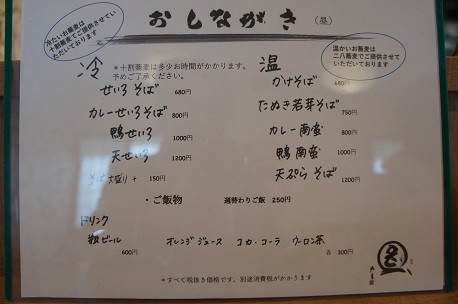 おしながき（昼）
冷たいお蕎麦は
十割蕎麦でご提供させて
いただいております
温かいお蕎麦は
二八蕎麦でご提供させて
いただいております
冷
＊十割蕎麦は多少お時間がかかります。
予めご了承ください。
せいろそば 680円
カレーせいろそば 800円
鴨せいろ 1000円
天せいろ 1200円
そば大盛り + 150円
温
かけそば 680円
たぬき若芽そば 750円
カレー南蛮 800円
鴨南蛮 1000円
天ぷらそば 1200円
・ご飯物 週替わりご飯 250円
ドリンク
瓶ビール 600円
オレンジジュース コカ・コーラ ウーロン茶
各 300円
＊すべて税抜き価格です。別途消費税がかかります